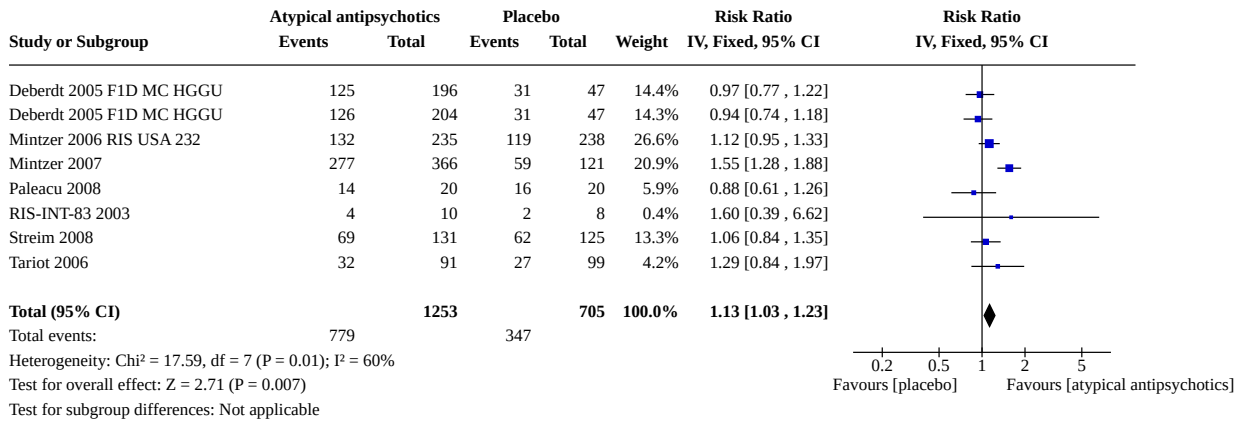 Atypical antipsychotics Placebo Risk Ratio Risk Ratio
Study or Subgroup Events Total Events Total Weight IV, Fixed, 95% CI IV, Fixed, 95% CI
Deberdt 2005 F1D MC HGGU 125 196 31 47 14.4% 0.97 [0.77 , 1.22]
Deberdt 2005 F1D MC HGGU 126 204 31 47 14.3% 0.94 [0.74 , 1.18]
Mintzer 2006 RIS USA 232 132 235 119 238 26.6% 1.12 [0.95 , 1.33]
Mintzer 2007 277 366 59 121 20.9% 1.55 [1.28 , 1.88]
Paleacu 2008 14 20 16 20 5.9% 0.88 [0.61 , 1.26]
RIS-INT-83 2003 4 10 2 8 0.4% 1.60 [0.39 , 6.62]
Streim 2008 69 131 62 125 13.3% 1.06 [0.84 , 1.35]
Tariot 2006 32 91 27 99 4.2% 1.29 [0.84 , 1.97]
Total (95% CI) 1253 705 100.0% 1.13 [1.03 , 1.23]
Total events: 779 347
Heterogeneity: Chi² = 17.59, df = 7 (P = 0.01); I² = 60%
0.2 0.5 1 2 5
Test for overall effect: Z = 2.71 (P = 0.007)
Favours [placebo] Favours [atypical antipsychotics]
Test for subgroup differences: Not applicable